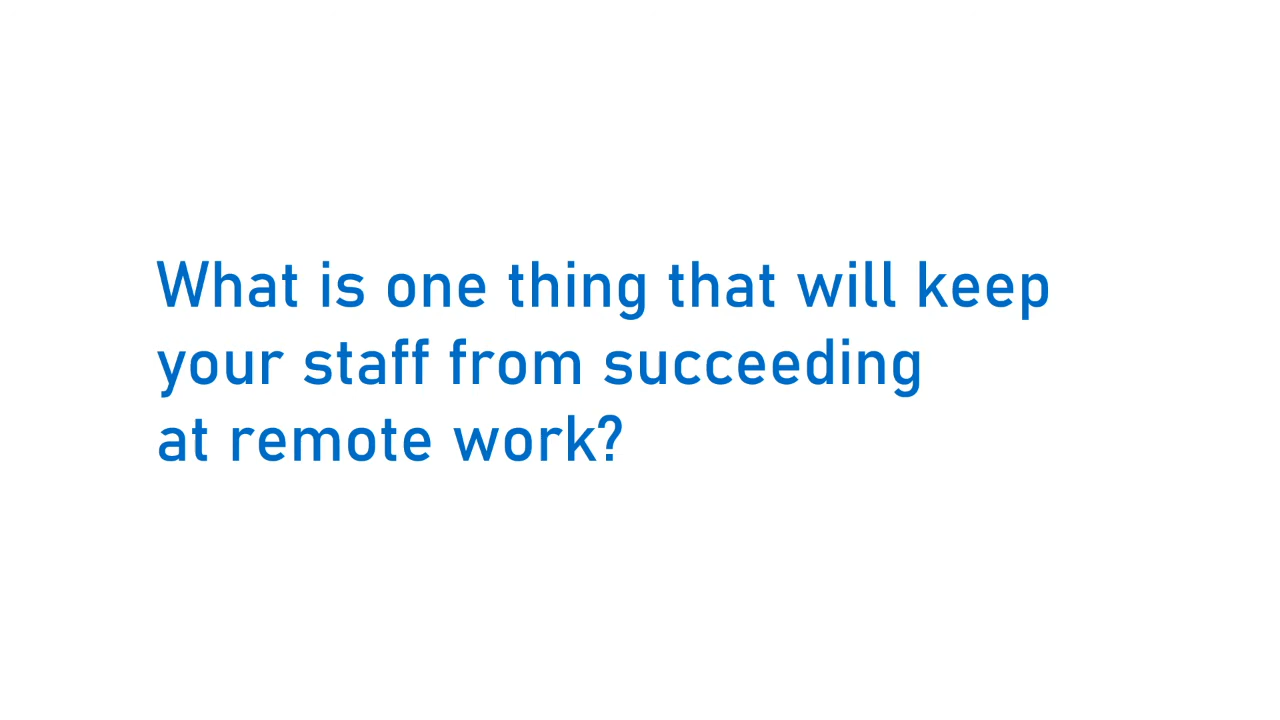 What is one thing that will keep
your staff from succeeding
at remote work?